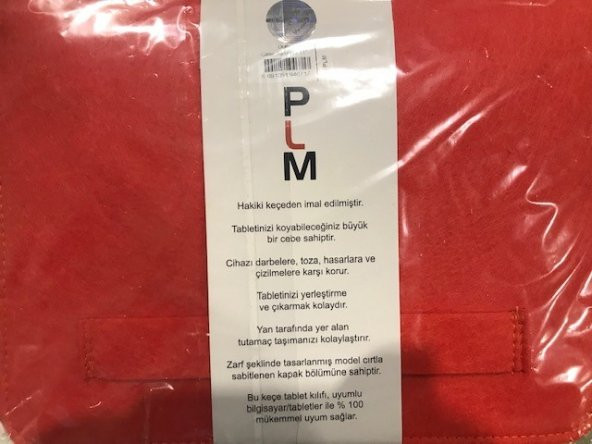 PLM
P
L
M
Hakiki keçeden imal edilmiştir.
Tabletinizi koyabileceğiniz büyük
bir cebe sahiptir.
Cihazı darbelere, toza, hasarlara ve
çizilmelere karşı korur.
Tabletinizi yerleştirme
ve çıkarmak kolaydır.
Yan tarafında yer alan
tutamaç taşımanızı kolaylaştırır.
Zarf şeklinde tasarlanmış model cırtla
sabitlenen kapak bölümüne sahiptir.
Bu keçe tablet kılıfı, uyumlu
bilgisayar/tabletler ile % 100
mükemmel uyum sağlar.